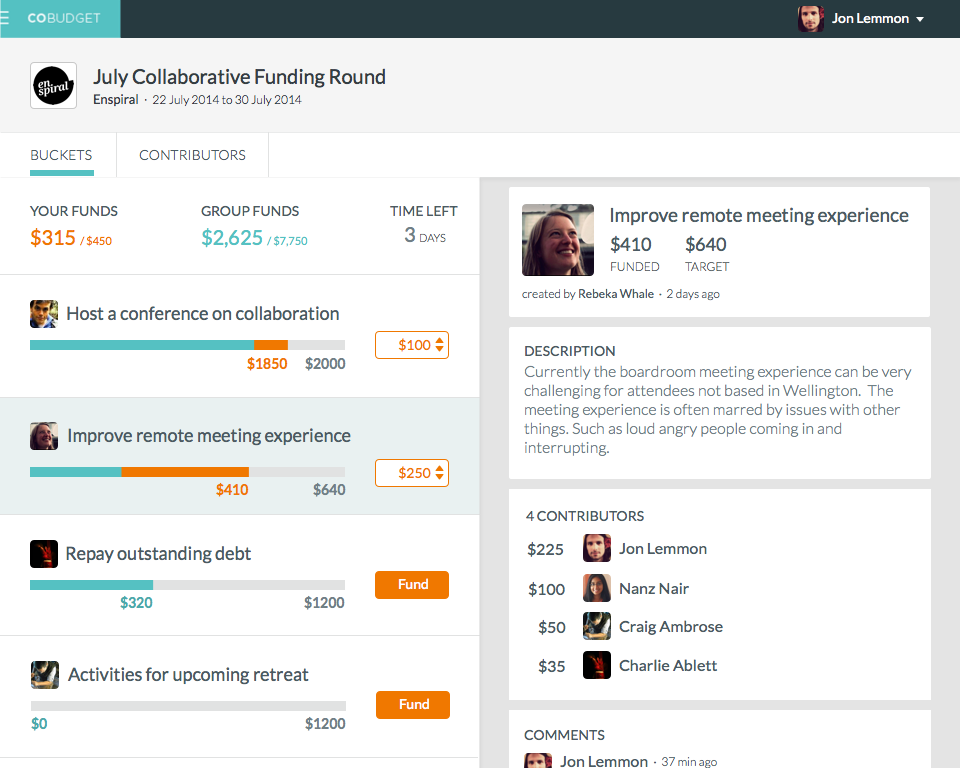 COBUDGET
Jon Lemmon
en
spiral
July Collaborative Funding Round
Enspiral · 22 July 2014 to 30 July 2014
BUCKETS
CONTRIBUTORS
YOUR FUNDS
$315 / $450
GROUP FUNDS
$2,625 / $7,750
TIME LEFT
3 DAYS
Host a conference on collaboration
$1850
$2000
$100
Improve remote meeting experience
$410
$640
$250
Repay outstanding debt
$320
$1200
Fund
Activities for upcoming retreat
$0
$1200
Fund
Improve remote meeting experience
$410
$640
FUNDED
TARGET
created by Rebeka Whale · 2 days ago
DESCRIPTION
Currently the boardroom meeting experience can be very
challenging for attendees not based in Wellington. The
meeting experience is often marred by issues with other
things. Such as loud angry people coming in and
interrupting.
4 CONTRIBUTORS
$225 Jon Lemmon
$100 Nanz Nair
$50 Craig Ambrose
$35 Charlie Ablett
COMMENTS
Jon Lemmon · 37 min ago